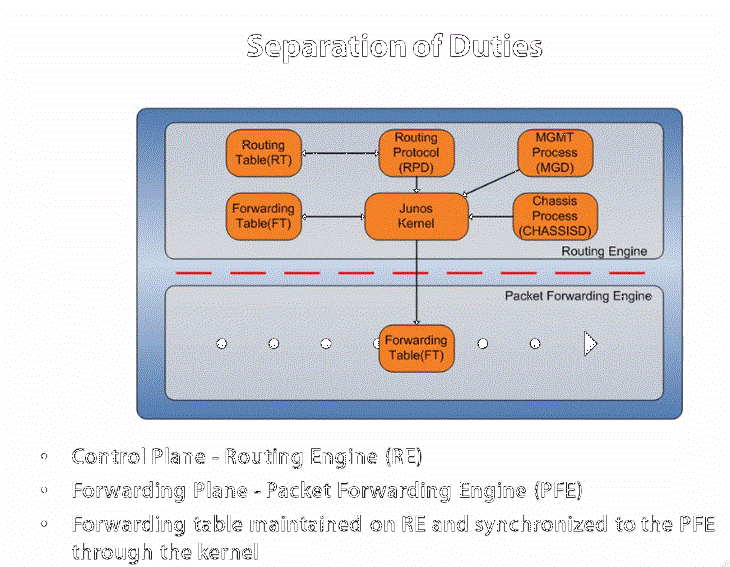 Separation of Duties
Routing
Table(RT)
Routing
Protocol
(RPD)
MGMT
Process
(MGD)
Forwarding
Table(FT)
Junos
Kernel
Chassis
Process
(CHASSISD)
Routing Engine
Packet Forwarding Engine
Forwarding
Table(FT)
• Control Plane - Routing Engine (RE)
• Forwarding Plane - Packet Forwarding Engine (PFE)
• Forwarding table maintained on RE and synchronized to the PFE
through the kernel